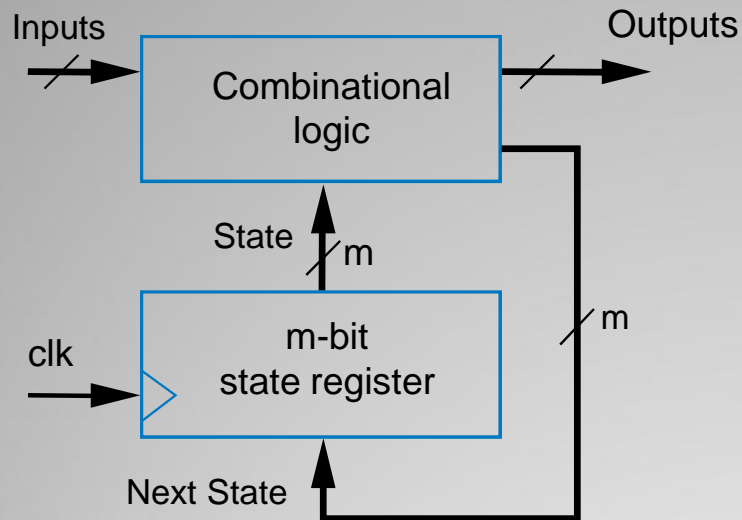 Inputs
Outputs
Combinational
logic
State
m
m
clk
m-bit
state register
Next State